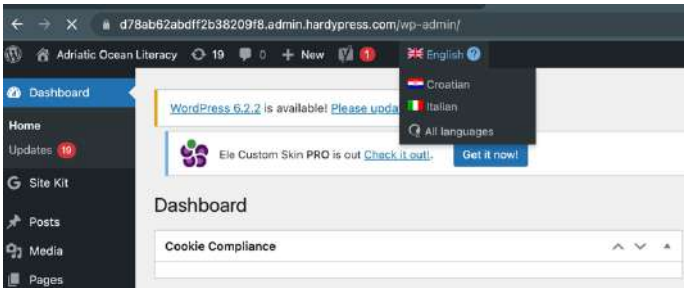 d78ab62abdff2b38209f8.admin.hardypress.com/wp-admin/
Adriatic Ocean Literacy 19 0 + New 1 English ?
Croatian
Italian
All languages
Dashboard
Home
Updates 19
Site Kit
Posts
Media
Pages
WordPress 6.2.2 is available! Please upda
Ele Custom Skin PRO is out Check it out!.
Get it now!
Dashboard
Cookie Compliance